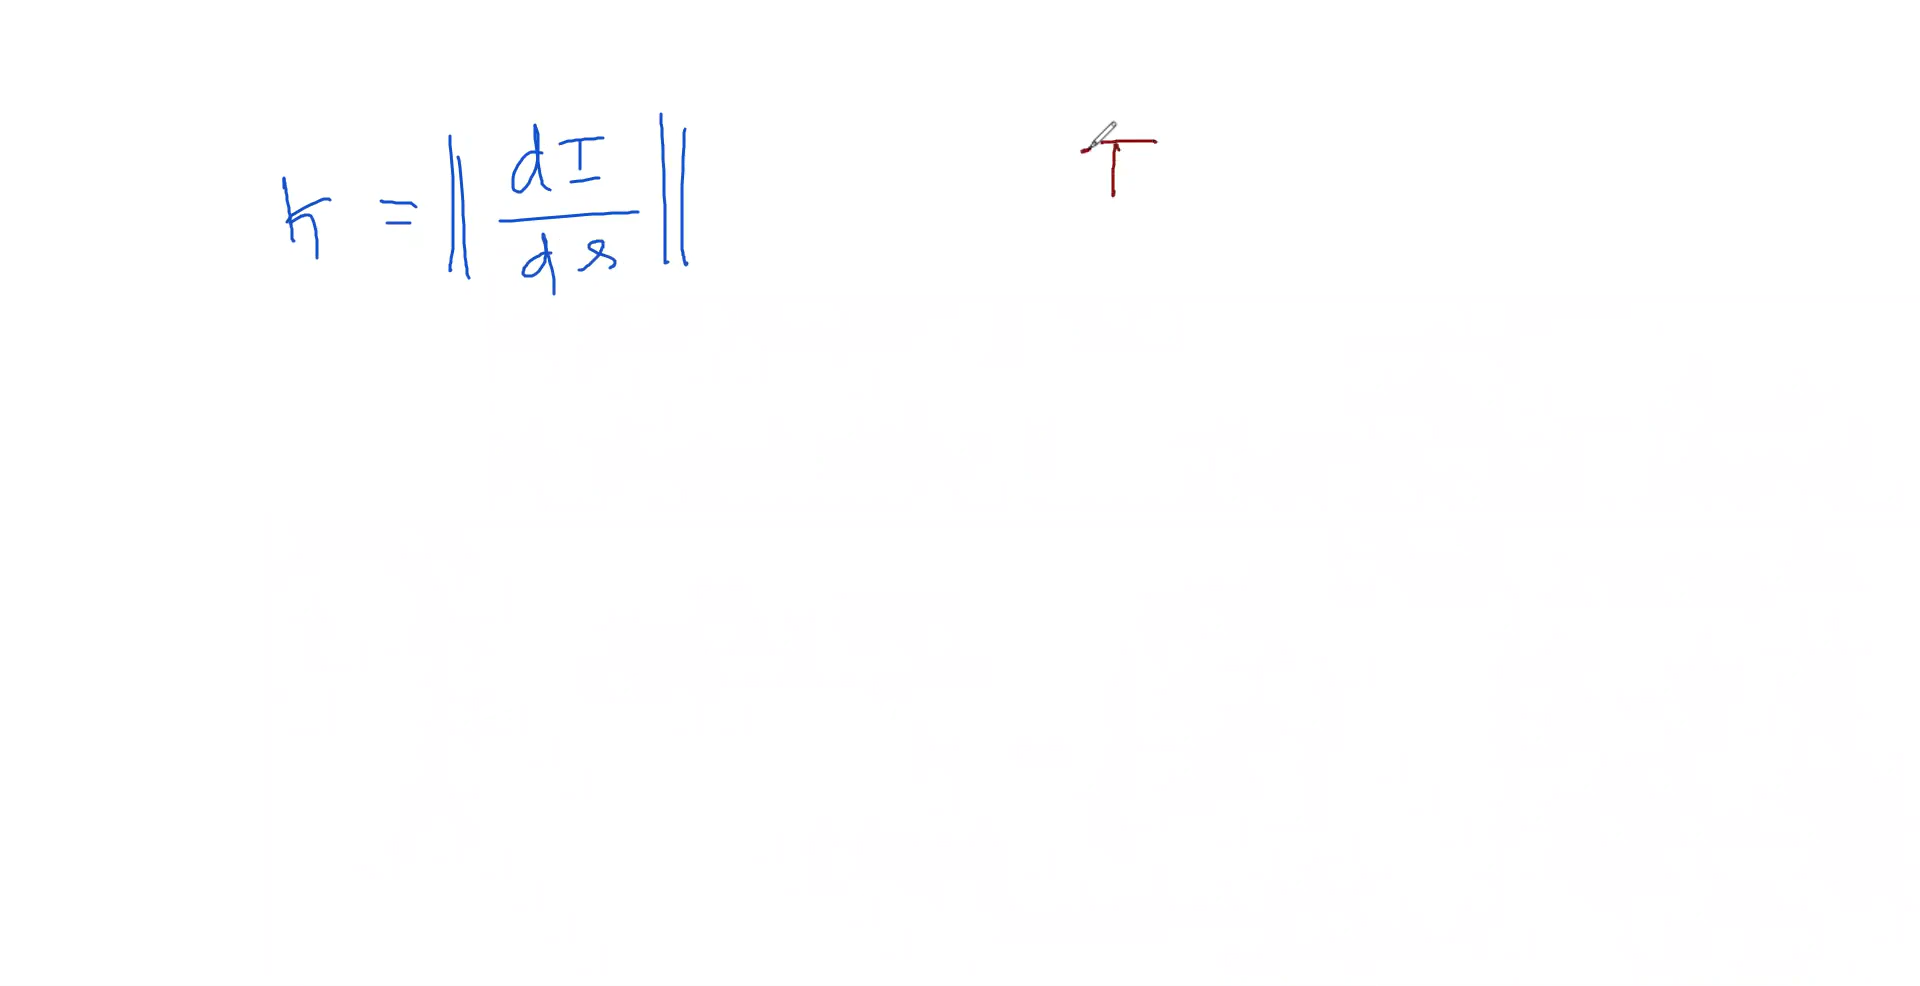 κ = || dT / ds || T